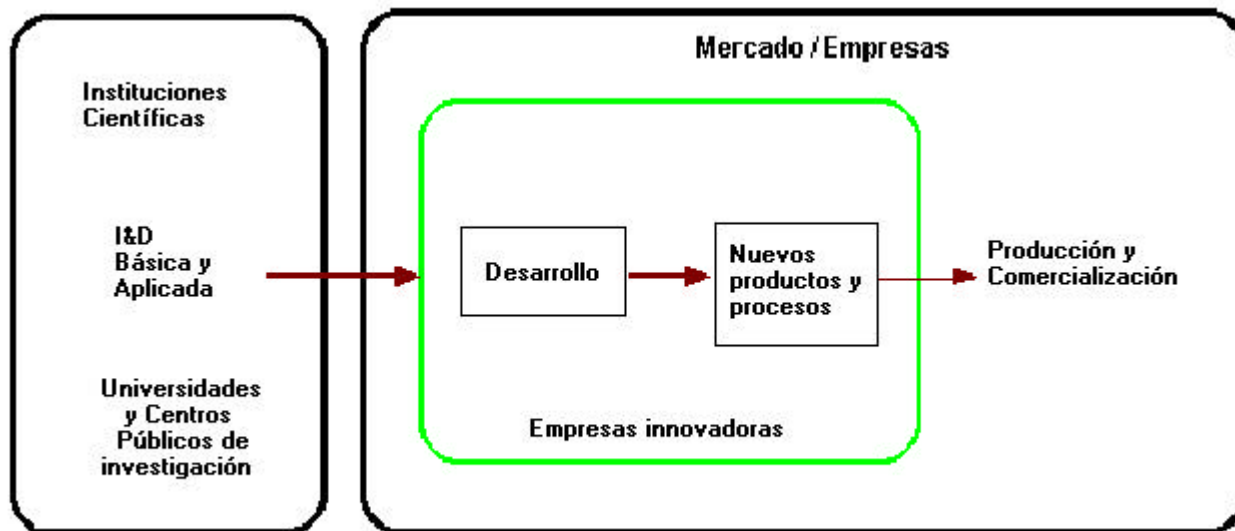 Instituciones
Científicas
I&D
Básica y
Aplicada
Universidades
y Centros
Públicos de
investigación
Mercado / Empresas
Desarrollo
Nuevos
productos y
procesos
Empresas innovadoras
Producción y
Comercialización